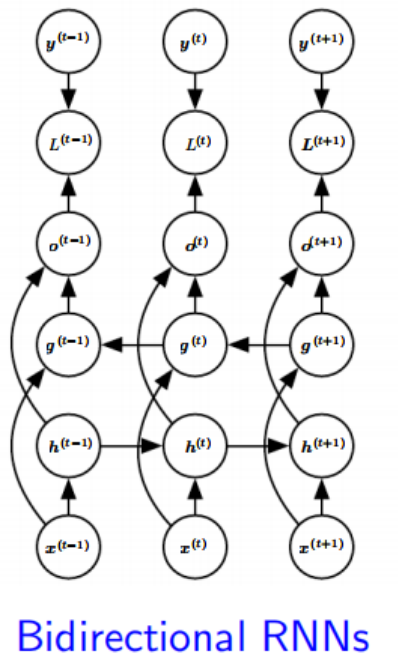 y^(t−1) y^(t) y^(t+1)
L^(t−1) L^(t) L^(t+1)
o^(t−1) o^(t) o^(t+1)
g^(t−1) g^(t) g^(t+1)
h^(t−1) h^(t) h^(t+1)
x^(t−1) x^(t) x^(t+1)
Bidirectional RNNs